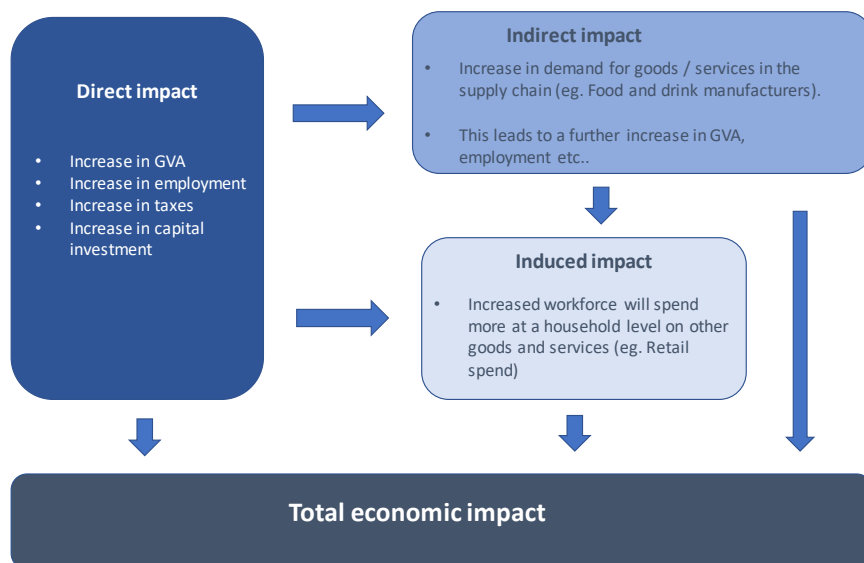 Direct impact
• Increase in GVA
• Increase in employment
• Increase in taxes
• Increase in capital
investment
Indirect impact
• Increase in demand for goods / services in the
supply chain (eg. Food and drink manufacturers).
• This leads to a further increase in GVA,
employment etc..
Induced impact
• Increased workforce will spend
more at a household level on other
goods and services (eg. Retail
spend)
Total economic impact